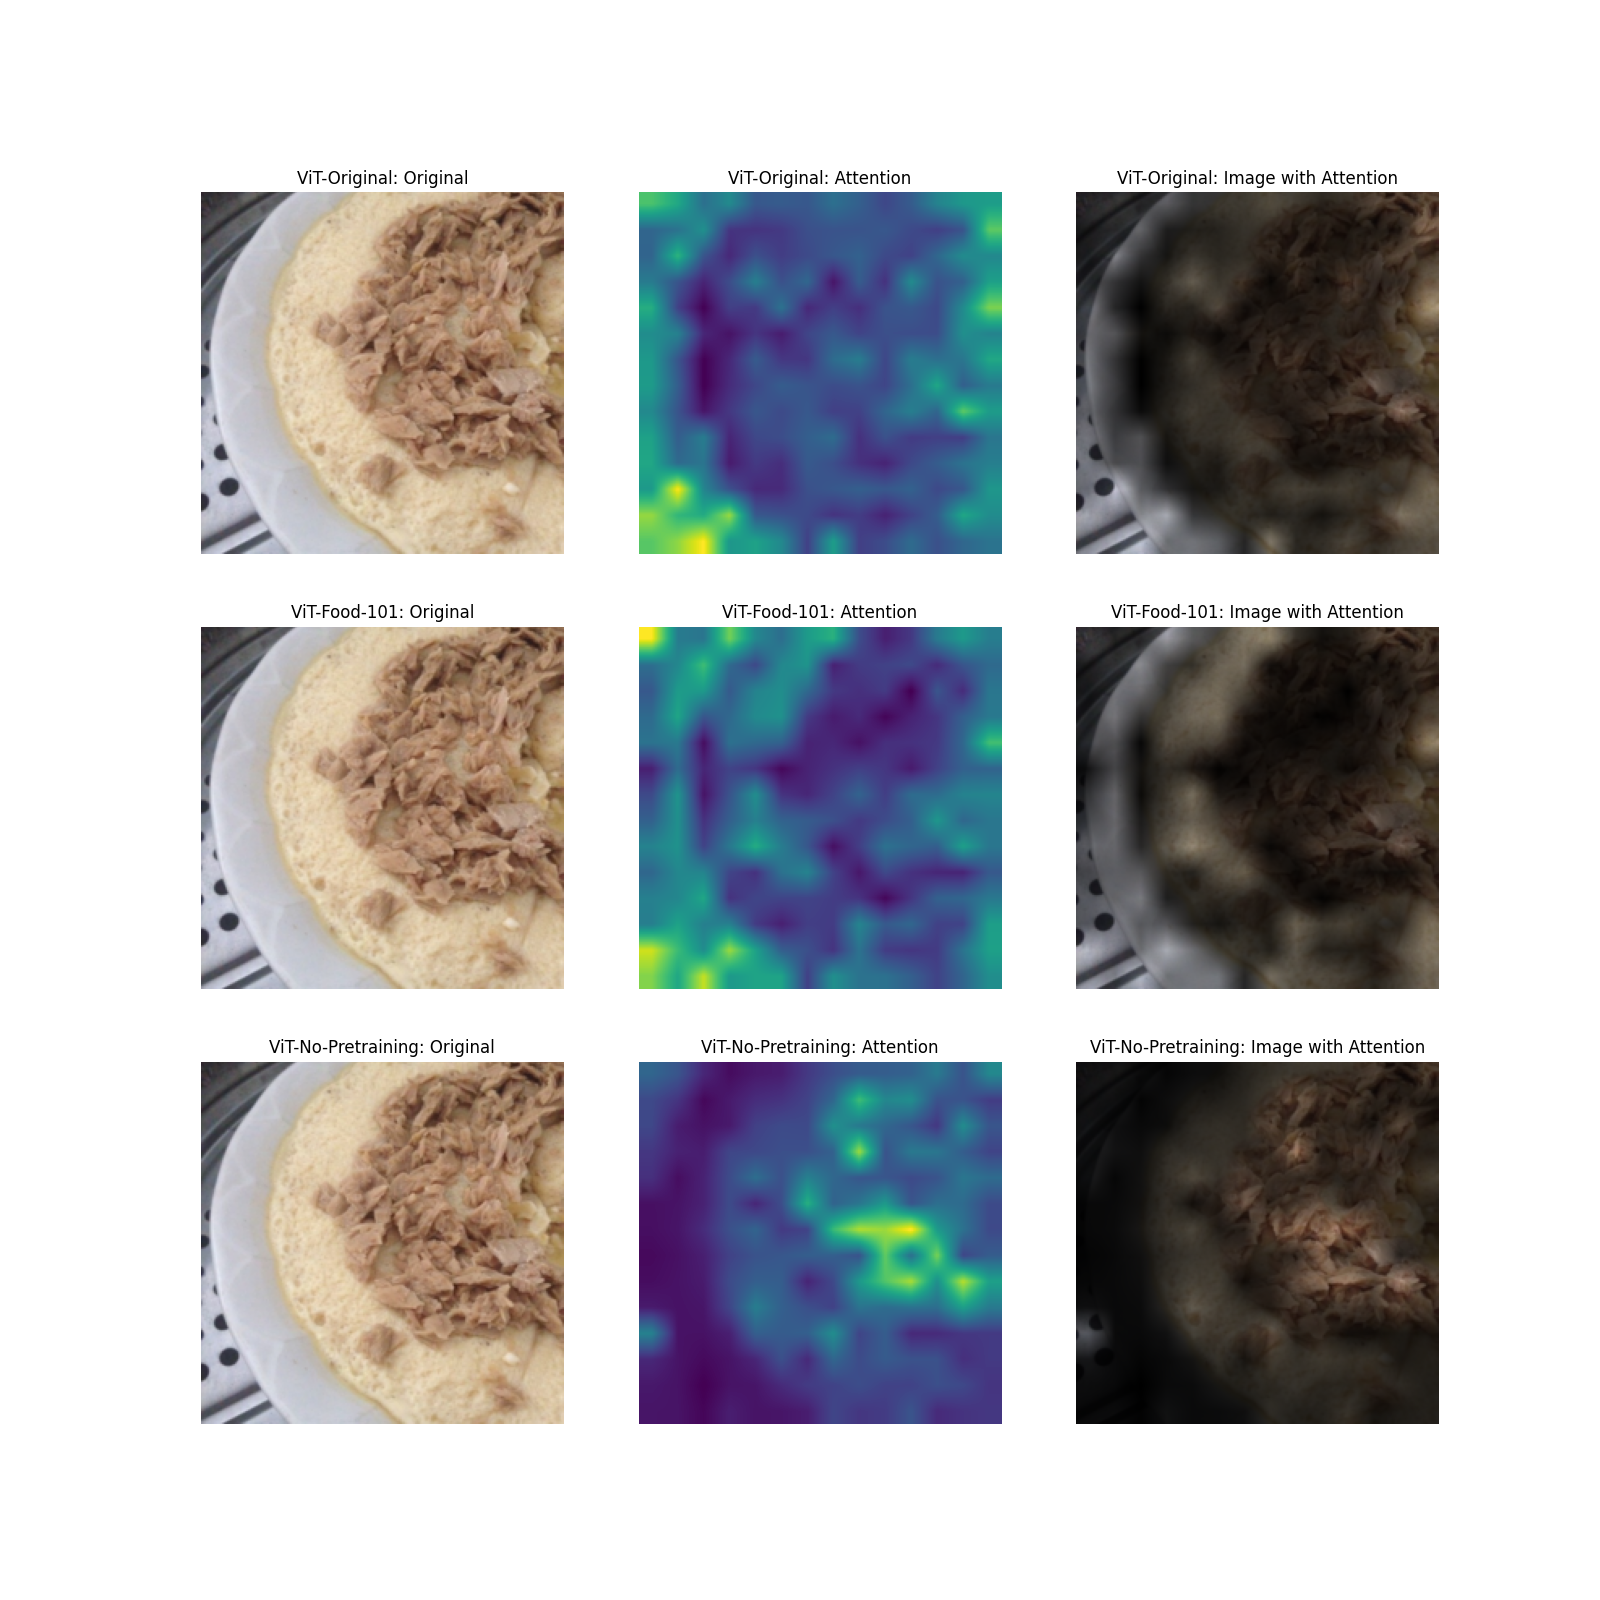 ViT-Original: Original
ViT-Original: Attention
ViT-Original: Image with Attention
ViT-Food-101: Original
ViT-Food-101: Attention
ViT-Food-101: Image with Attention
ViT-No-Pretraining: Original
ViT-No-Pretraining: Attention
ViT-No-Pretraining: Image with Attention